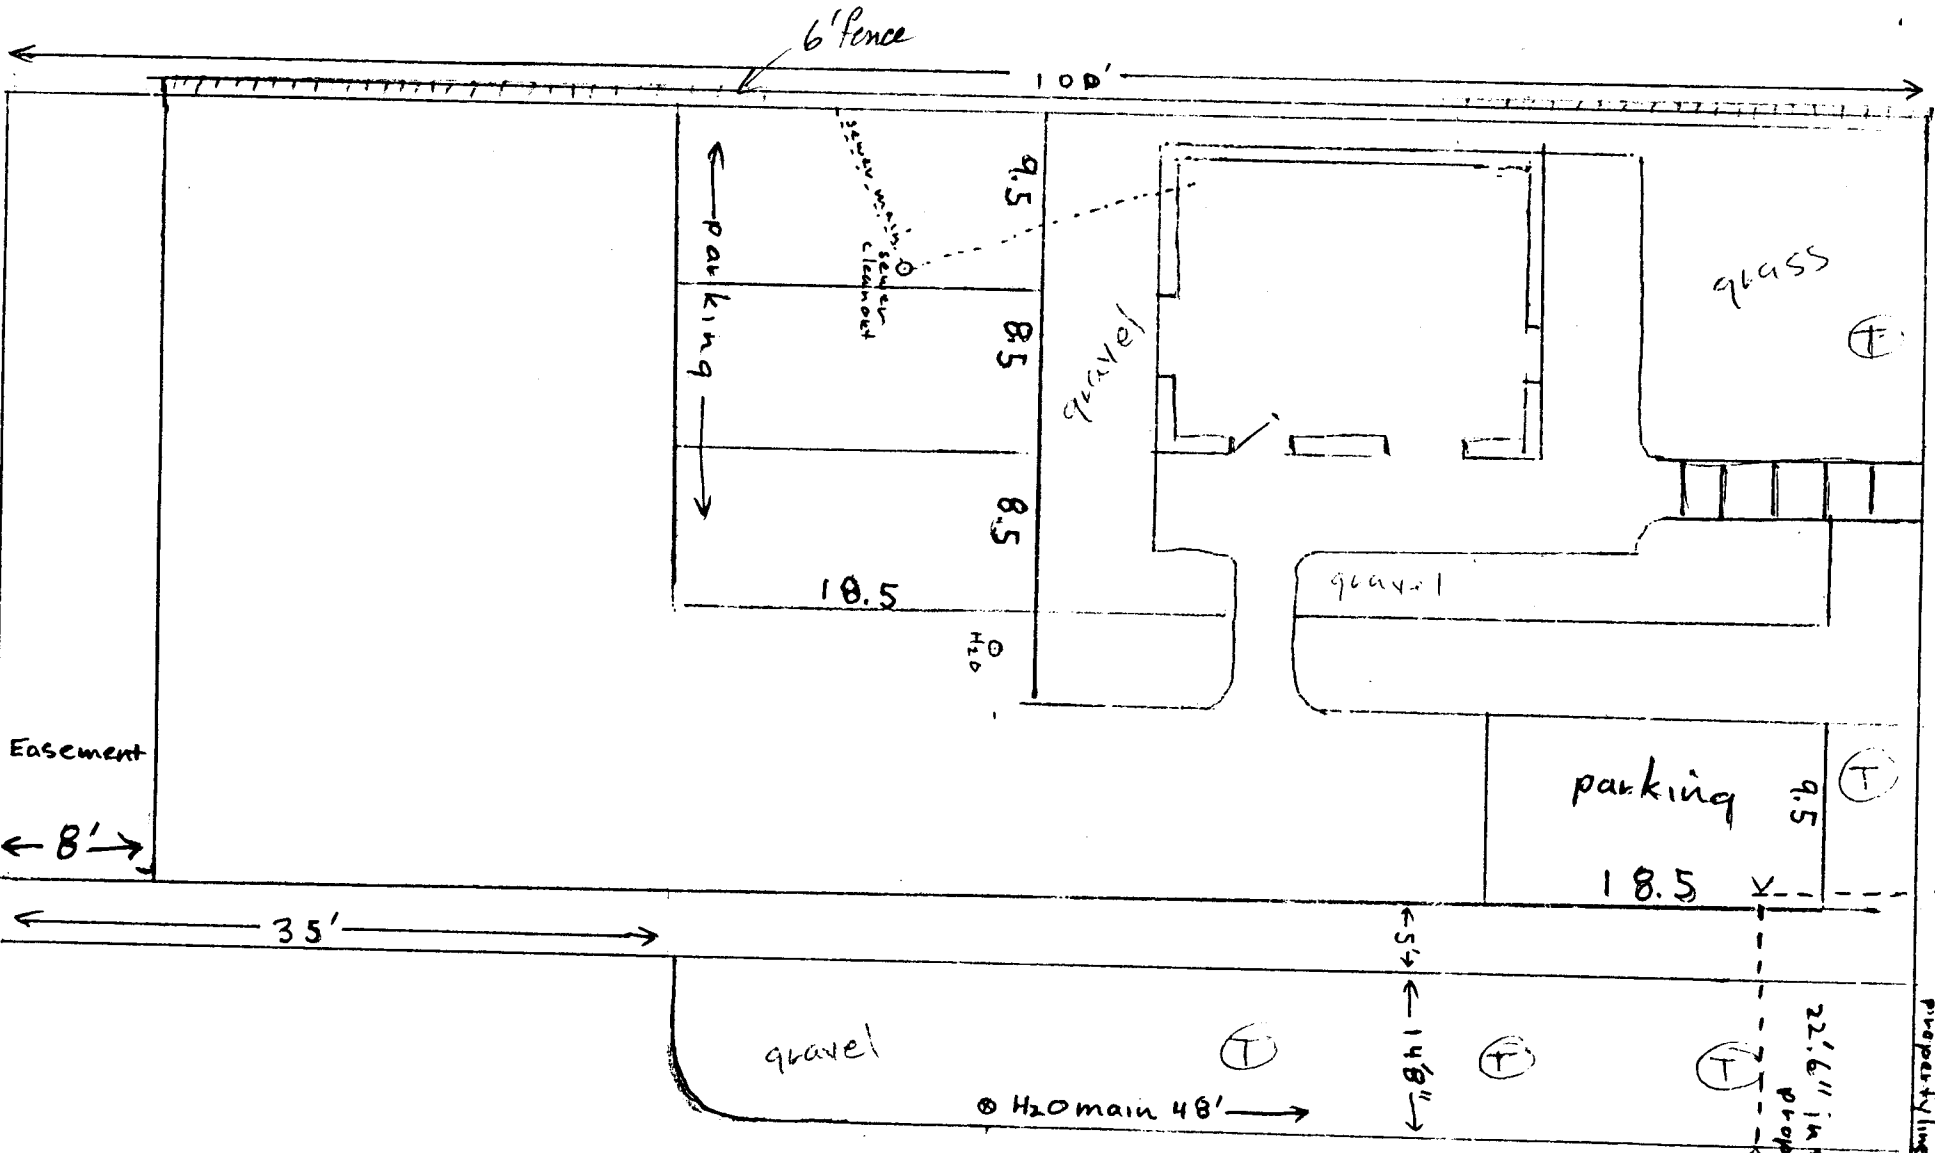 6' Fence
100'
sewer main
sewer
cleanout
9.5
parking
8.5
8.5
18.5
gravel
grass
T
gravel
H2O
Easement
8'
parking
9.5
18.5
T
35'
5'
14'8"
gravel
T
T
T
H2O main 48'
22'.6" in
prop
property line